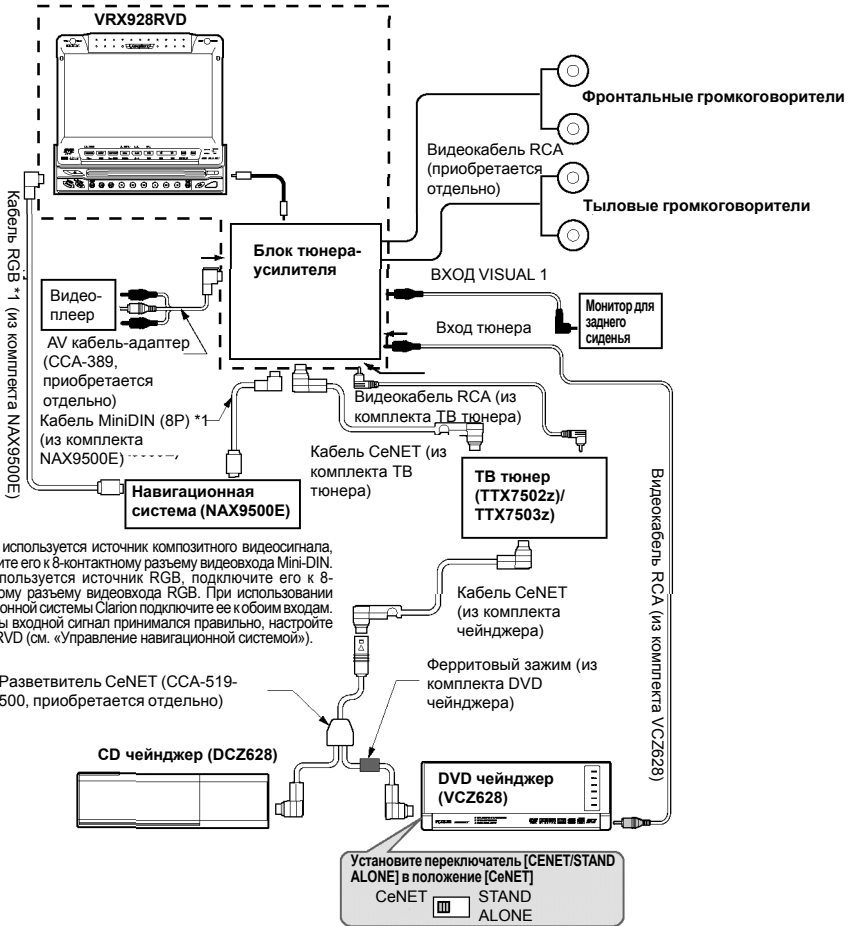 VRX928RVD
Фронтальные громкоговорители
Видеокабель RCA
(приобретается
отдельно)
Тыловые громкоговорители
Блок тюнера-
усилителя
Кабель RGB *1 (из комплекта NAX9500E)
Видео-
плеер
ВХОД VISUAL 1
Монитор для
заднего
сиденья
Вход тюнера
AV кабель-адаптер
(CCA-389,
приобретается
отдельно)
Кабель MiniDIN (8P) *1
(из комплекта
NAX9500E)
Видеокабель RCA (из
комплекта ТВ тюнера)
Кабель CeNET (из
комплекта ТВ
тюнера)
Навигационная
система (NAX9500E)
ТВ тюнер
(TTX7502z)/
TTX7503z)
Видеокабель RCA (из комплекта VCZ628)
используется источник композитного видеосигнала,
ите его к 8-контактному разъему видеовхода Mini-DIN.
пользуется источник RGB, подключите его к 8-
ому разъему видеовхода RGB. При использовании
онной системы Clarion подключите ее к обоим входам.
ы входной сигнал принимался правильно, настройте
RVD (см. «Управление навигационной системой»).
Кабель CeNET
(из комплекта
чейнджера)
Разветвитель CeNET (CCA-519-
500, приобретается отдельно)
Ферритовый зажим (из
комплекта DVD
чейнджера)
CD чейнджер (DCZ628)
DVD чейнджер
(VCZ628)
Установите переключатель [CENET/STAND
ALONE] в положение [CeNET]
CeNET STAND
ALONE